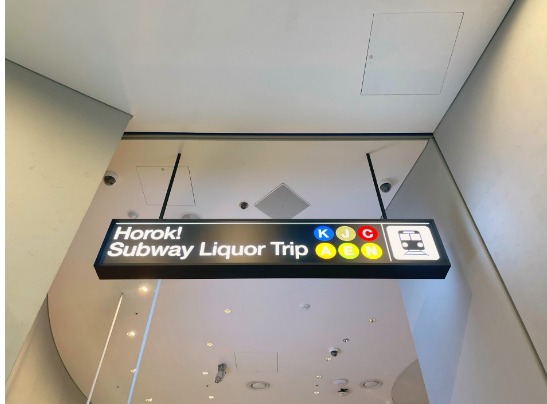 Horok!
Subway Liquor Trip
K J C
A E N